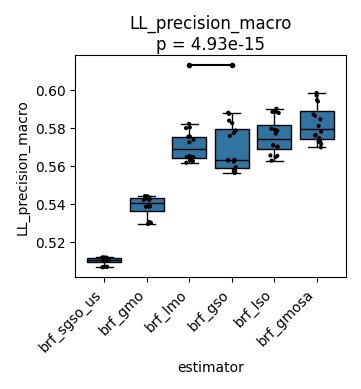 LL_precision_macro
p = 4.93e-15
LL_precision_macro
0.60
0.58
0.56
0.54
0.52
brf_sgso_us
brf_gmo
brf_lmo
brf_gso
brf_lso
brf_gmosa
estimator